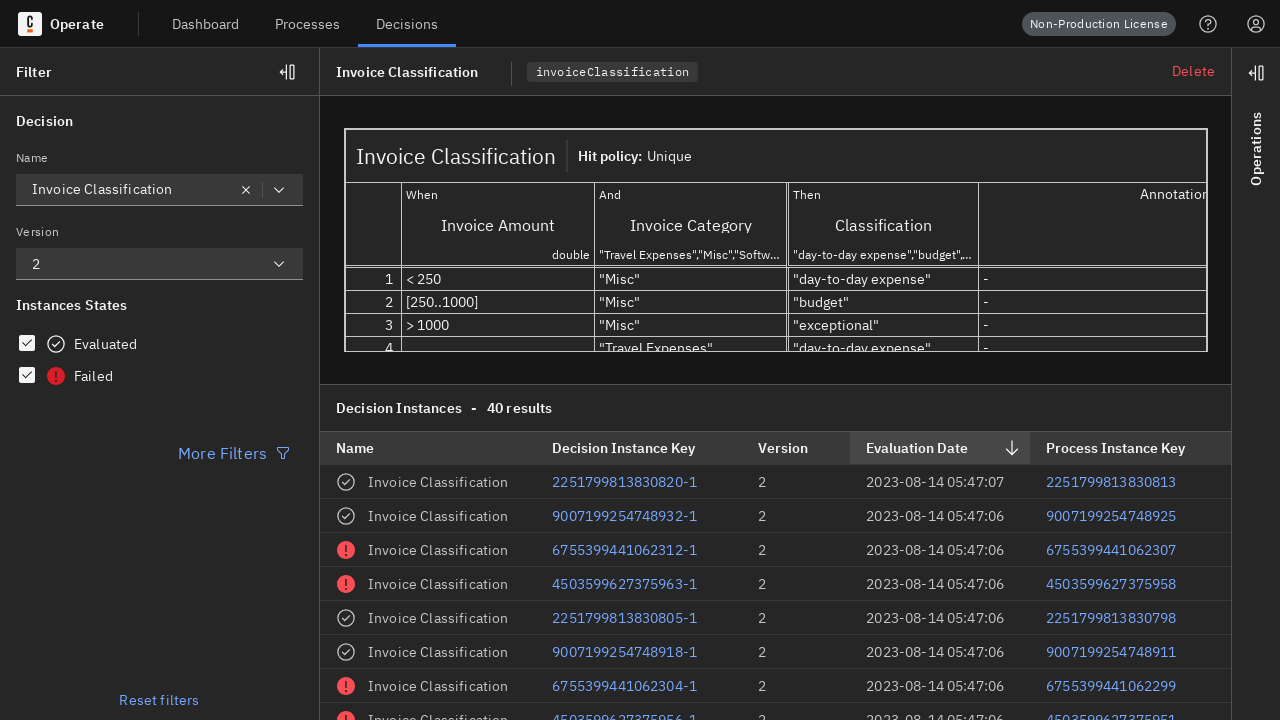 C Operate Dashboard Processes Decisions Non-Production License
Filter
Decision
Name
Invoice Classification
Version
2
Instances States
Evaluated
Failed
More Filters
Reset filters
Invoice Classification invoiceClassification Delete
Invoice Classification Hit policy: Unique
When And Then Annotation
Invoice Amount Invoice Category Classification
double "Travel Expenses","Misc","Softw... "day-to-day expense","budget",...
1 < 250 "Misc" "day-to-day expense" -
2 [250..1000] "Misc" "budget" -
3 > 1000 "Misc" "exceptional" -
4 "Travel Expenses" "day-to-day expense" -
Decision Instances - 40 results
Name Decision Instance Key Version Evaluation Date Process Instance Key
Invoice Classification 2251799813830820-1 2 2023-08-14 05:47:07 2251799813830813
Invoice Classification 9007199254748932-1 2 2023-08-14 05:47:06 9007199254748925
Invoice Classification 6755399441062312-1 2 2023-08-14 05:47:06 6755399441062307
Invoice Classification 4503599627375963-1 2 2023-08-14 05:47:06 4503599627375958
Invoice Classification 2251799813830805-1 2 2023-08-14 05:47:06 2251799813830798
Invoice Classification 9007199254748918-1 2 2023-08-14 05:47:06 9007199254748911
Invoice Classification 6755399441062304-1 2 2023-08-14 05:47:06 6755399441062299
Invoice Classification 4503599627375956-1 2 2023-08-14 05:47:06 4503599627375951
Operations